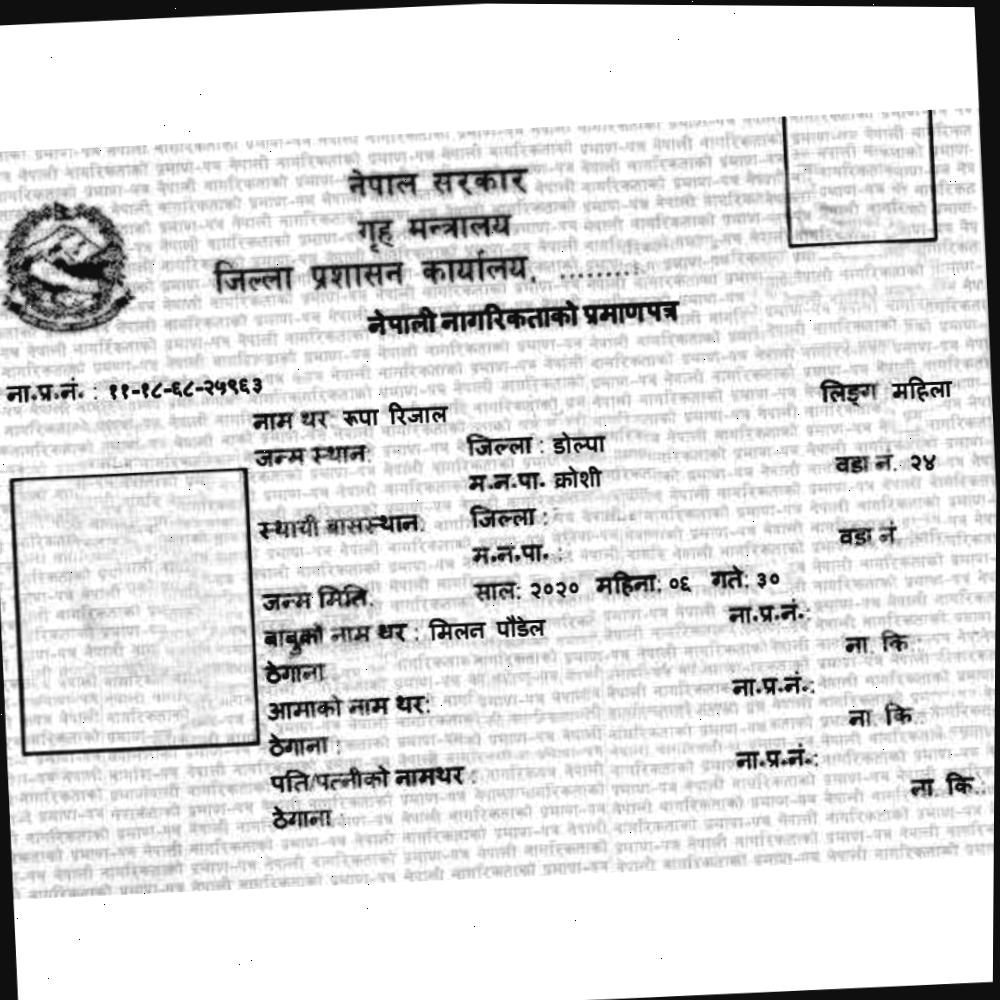 नेपाल सरकार
गृह मन्त्रालय
जिल्ला प्रशासन कार्यालय, .........
नेपाली नागरिकताको प्रमाणपत्र
ना.प्र.नं. : ११-१८-६८-२५९६३
लिङ्ग महिला
नाम थर रूपा रिजाल
जन्म स्थान: जिल्ला : डोल्पा
वडा नं. २४
म.न.पा. क्रोशी
स्थायी बासस्थान: जिल्ला :
म.न.पा. :
वडा नं.
जन्म मिति: साल: २०२० महिना: ०६ गते: ३०
बाबुको नाम थर : मिलन पौडेल
ना.प्र.नं.:
ठेगाना
ना. कि.:
आमाको नाम थर:
ना.प्र.नं.:
ठेगाना :
ना. कि.:
पति/पत्नीको नामथर :
ना.प्र.नं.:
ठेगाना :
ना. कि.: